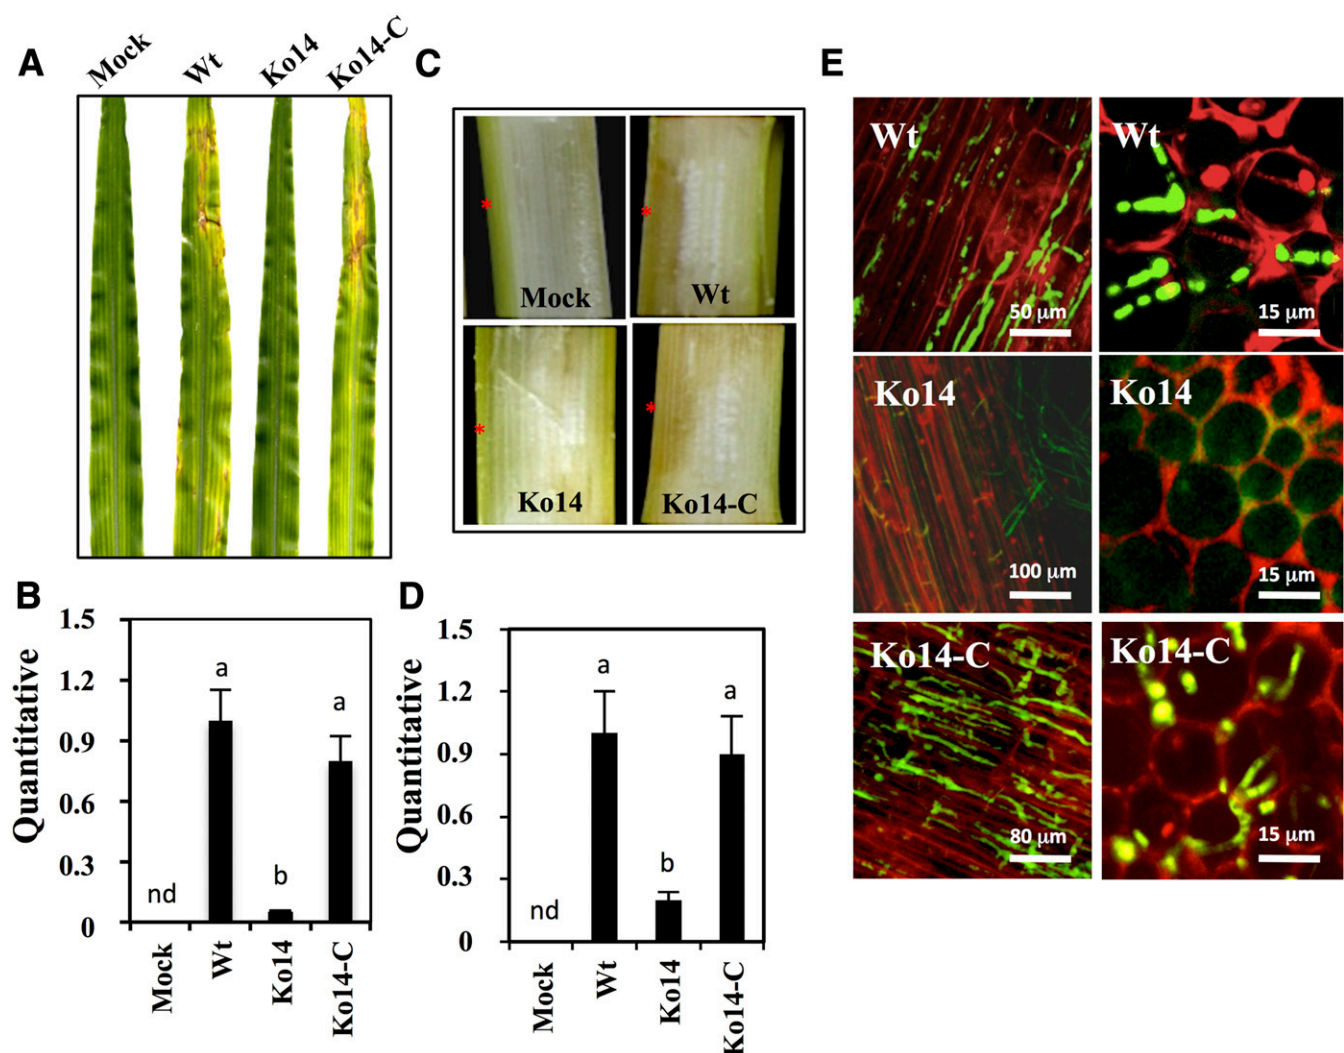 A
Mock
Wt
Ko14
Ko14-C
C
*
Mock
*
Wt
*
Ko14
*
Ko14-C
B
Quantitative
1.5
1.2
0.9
0.6
0.3
0
nd
a
b
a
Mock
Wt
Ko14
Ko14-C
D
Quantitative
1.5
1.2
0.9
0.6
0.3
0
nd
a
b
a
Mock
Wt
Ko14
Ko14-C
E
Wt
50 µm
Wt
15 µm
Ko14
100 µm
Ko14
15 µm
Ko14-C
80 µm
Ko14-C
15 µm